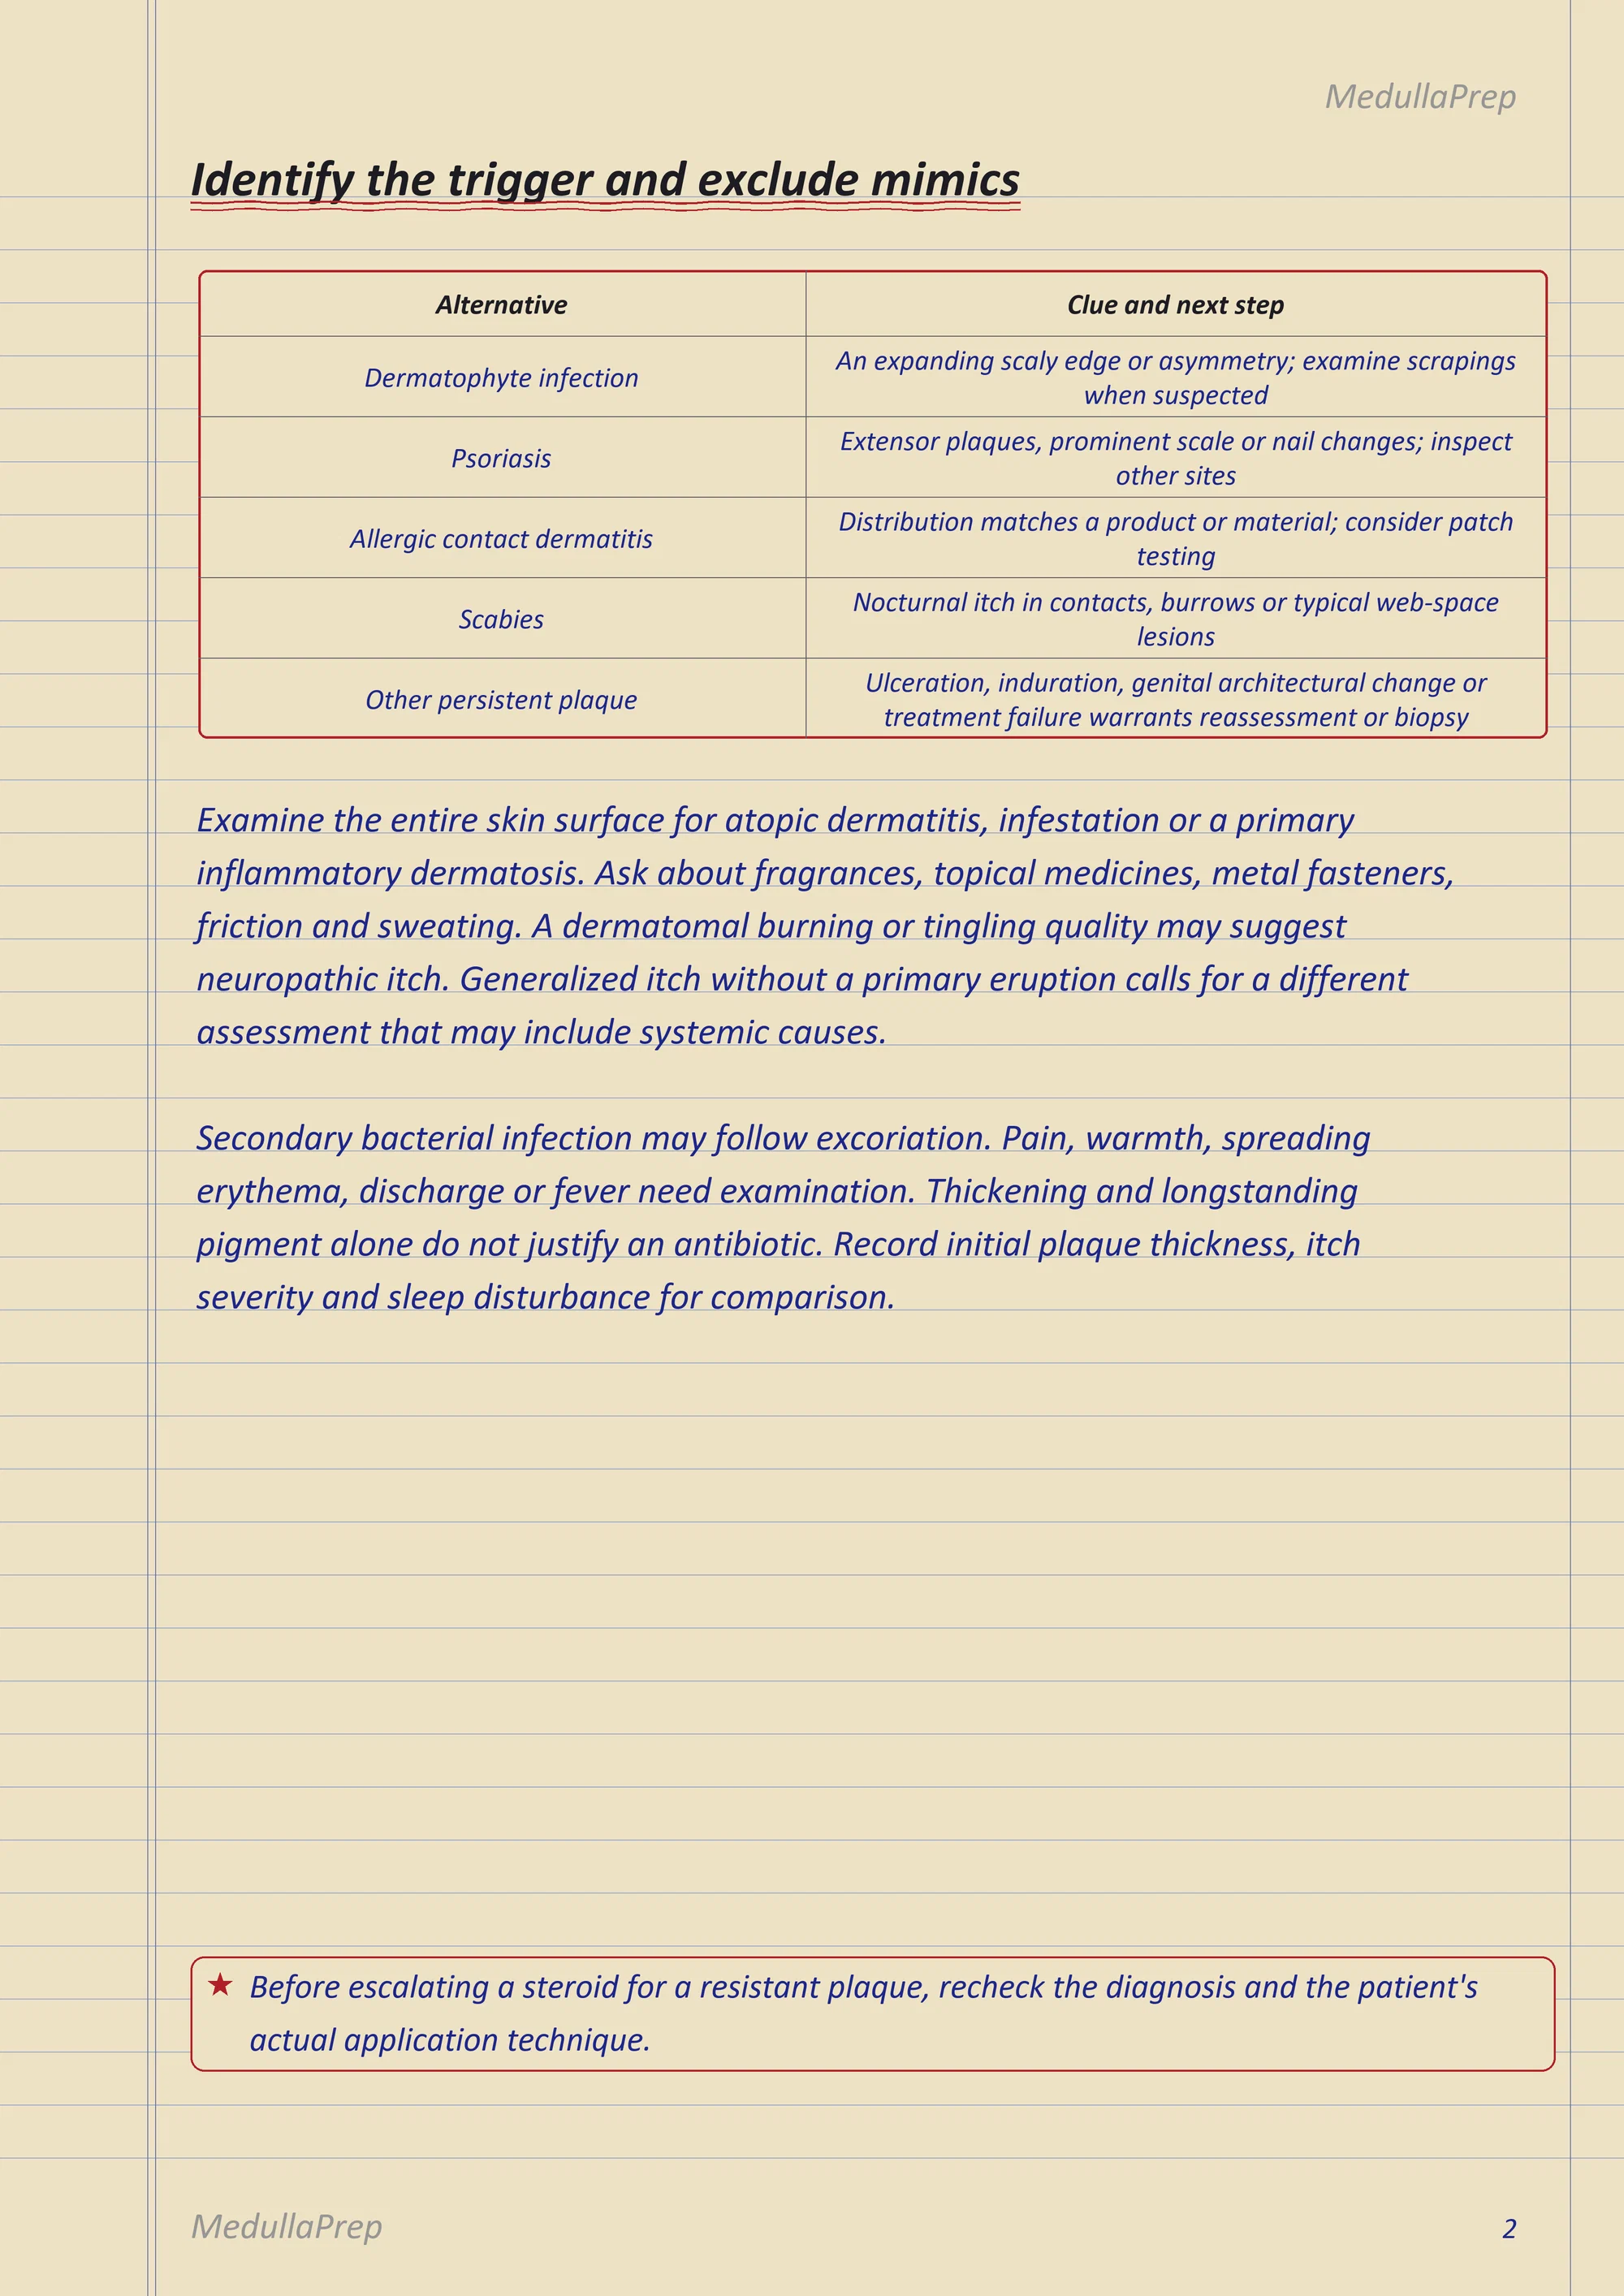 MedullaPrep
Identify the trigger and exclude mimics
Alternative
Clue and next step
Dermatophyte infection
An expanding scaly edge or asymmetry; examine scrapings
when suspected
Psoriasis
Extensor plaques, prominent scale or nail changes; inspect
other sites
Allergic contact dermatitis
Distribution matches a product or material; consider patch
testing
Scabies
Nocturnal itch in contacts, burrows or typical web-space
lesions
Other persistent plaque
Ulceration, induration, genital architectural change or
treatment failure warrants reassessment or biopsy
Examine the entire skin surface for atopic dermatitis, infestation or a primary
inflammatory dermatosis. Ask about fragrances, topical medicines, metal fasteners,
friction and sweating. A dermatomal burning or tingling quality may suggest
neuropathic itch. Generalized itch without a primary eruption calls for a different
assessment that may include systemic causes.
Secondary bacterial infection may follow excoriation. Pain, warmth, spreading
erythema, discharge or fever need examination. Thickening and longstanding
pigment alone do not justify an antibiotic. Record initial plaque thickness, itch
severity and sleep disturbance for comparison.
★ Before escalating a steroid for a resistant plaque, recheck the diagnosis and the patient's
actual application technique.
MedullaPrep
2